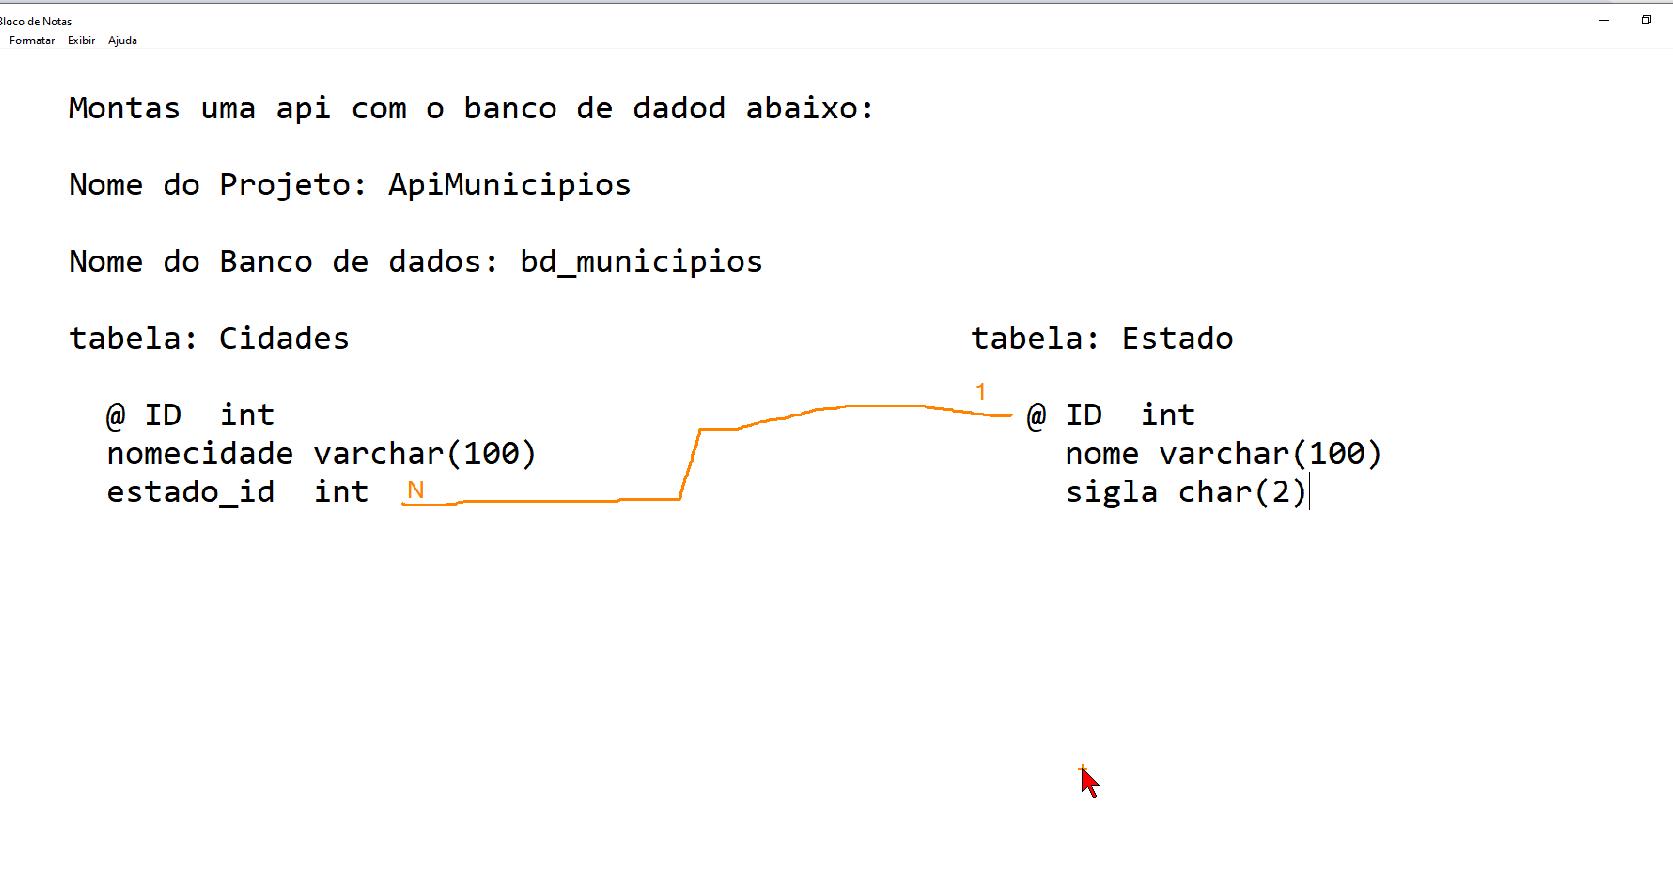 Bloco de Notas
Formatar Exibir Ajuda
Montas uma api com o banco de dadod abaixo:
Nome do Projeto: ApiMunicipios
Nome do Banco de dados: bd_municipios
tabela: Cidades
@ ID int
nomecidade varchar(100)
estado_id int N
tabela: Estado
1
@ ID int
nome varchar(100)
sigla char(2)